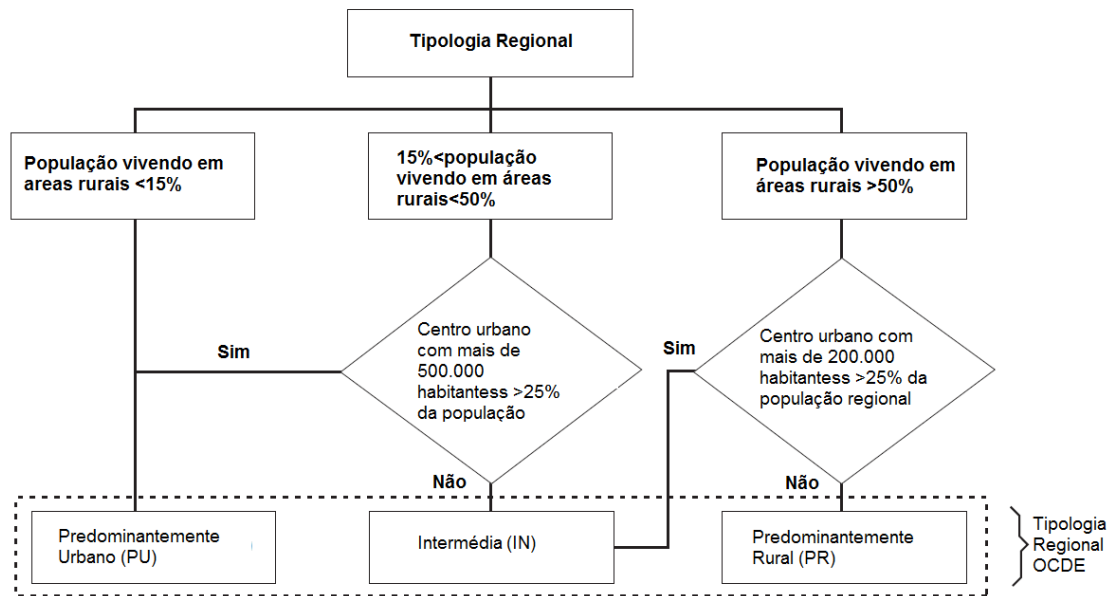 Tipologia Regional
População vivendo em
areas rurais <15%
15%<população
vivendo em áreas
rurais<50%
População vivendo em
áreas rurais >50%
Centro urbano
com mais de
500.000
habitantess >25%
da população
Sim
Centro urbano com
mais de 200.000
habitantess >25% da
população regional
Sim
Não
Não
Predominantemente
Urbano (PU)
Intermédia (IN)
Predominantemente
Rural (PR)
Tipologia
Regional
OCDE